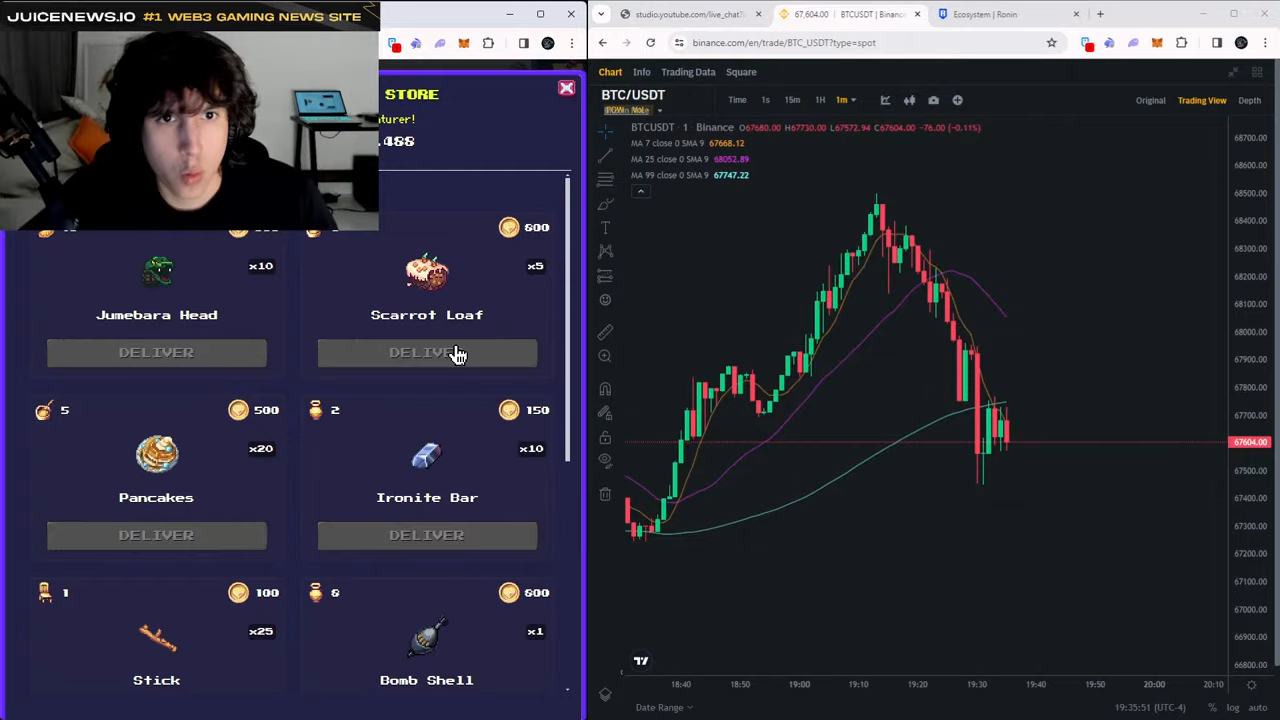 JUICENEWS.IO #1 WEB3 GAMING NEWS SITE
STORE
turer!
.488
800
x10
x5
Jumebara Head
Scarrot Loaf
DELIVER
DELIVE
5
500
2
150
x20
x10
Pancakes
Ironite Bar
DELIVER
DELIVER
1
100
800
x25
x1
Stick
Bomb Shell
studio.youtube.com/live_chat?i
67,604.00 | BTCUSDT | Binance
Ecosystem | Ronin
binance.com/en/trade/BTC_USDT?type=spot
Chart Info Trading Data Square
BTC/USDT
POW
Time 1s 15m 1H 1m
Original Trading View Depth
BTCUSDT · 1 Binance O67680.00 H67730.00 L67572.94 C67604.00 -76.00 (-0.11%)
MA 7 close 0 SMA 9 67668.12
MA 25 close 0 SMA 9 68052.89
MA 99 close 0 SMA 9 67747.22
68700.00
68600.00
68500.00
68400.00
68300.00
68200.00
68100.00
68000.00
67900.00
67800.00
67700.00
67604.00
67500.00
67400.00
67300.00
67200.00
67100.00
67000.00
66900.00
66800.00
18:40 18:50 19:00 19:10 19:20 19:30 19:40 19:50 20:00 20:10
Date Range
19:35:51 (UTC-4) % log auto